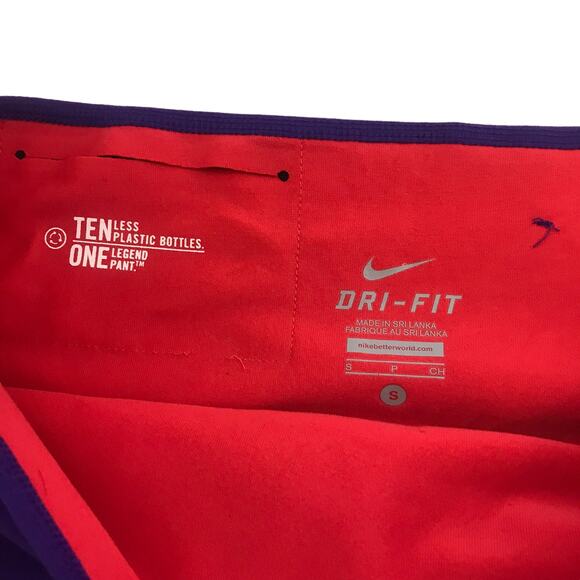 TEN LESS
PLASTIC BOTTLES.
ONE LEGEND
PANT.™
DRI-FIT
MADE IN SRI LANKA
FABRIQUE AU SRI LANKA
nikebetterworld.com
S P CH
S